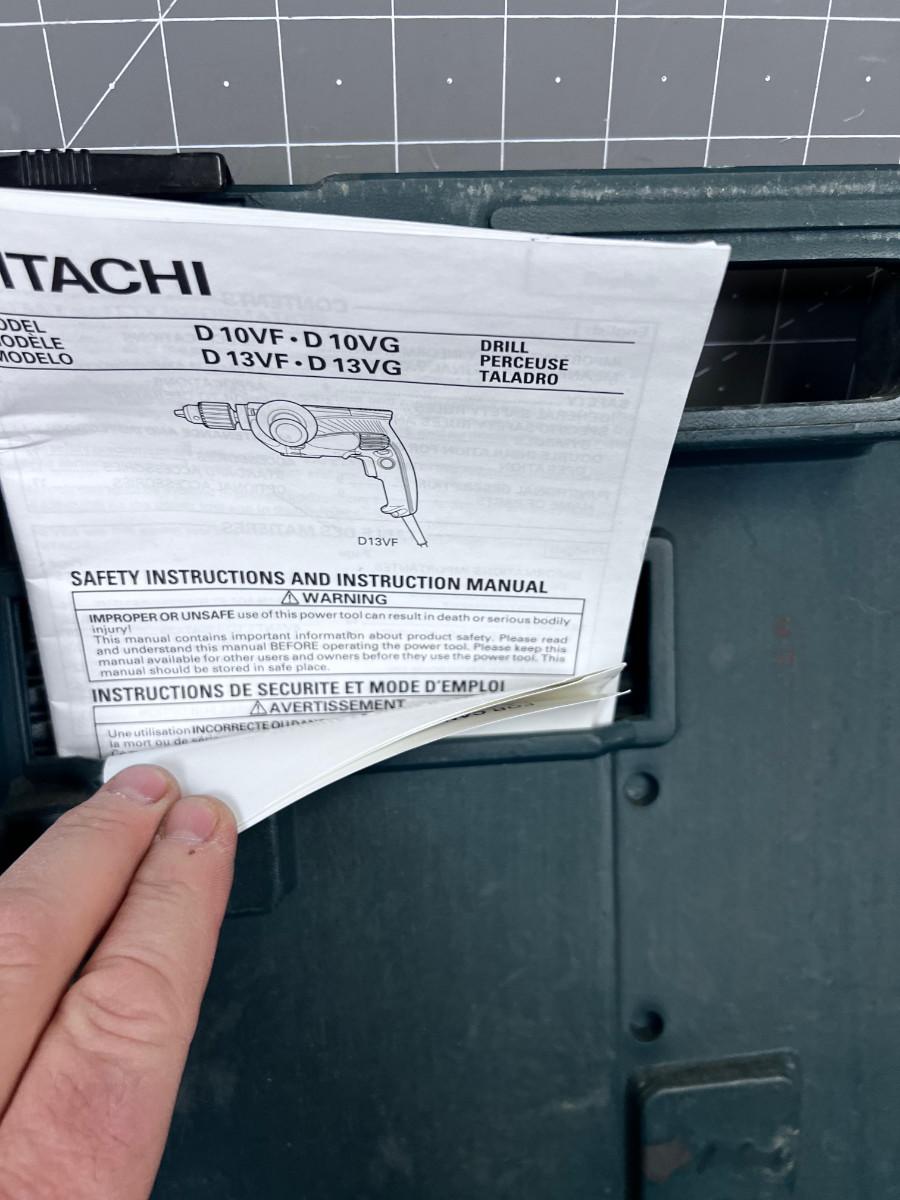 ITACHI
ODEL
ODÈLE
MODELO
D 10VF • D 10VG
D 13VF • D 13VG
DRILL
PERCEUSE
TALADRO
D13VF
SAFETY INSTRUCTIONS AND INSTRUCTION MANUAL
⚠ WARNING
IMPROPER OR UNSAFE use of this power tool can result in death or serious bodily
injury!
This manual contains important information about product safety. Please read
and understand this manual BEFORE operating the power tool. Please keep this
manual available for other users and owners before they use the power tool. This
manual should be stored in safe place.
INSTRUCTIONS DE SECURITE ET MODE D'EMPLOI
⚠ AVERTISSEMENT
Une utilisation INCORRECTE OU
la mort ou de